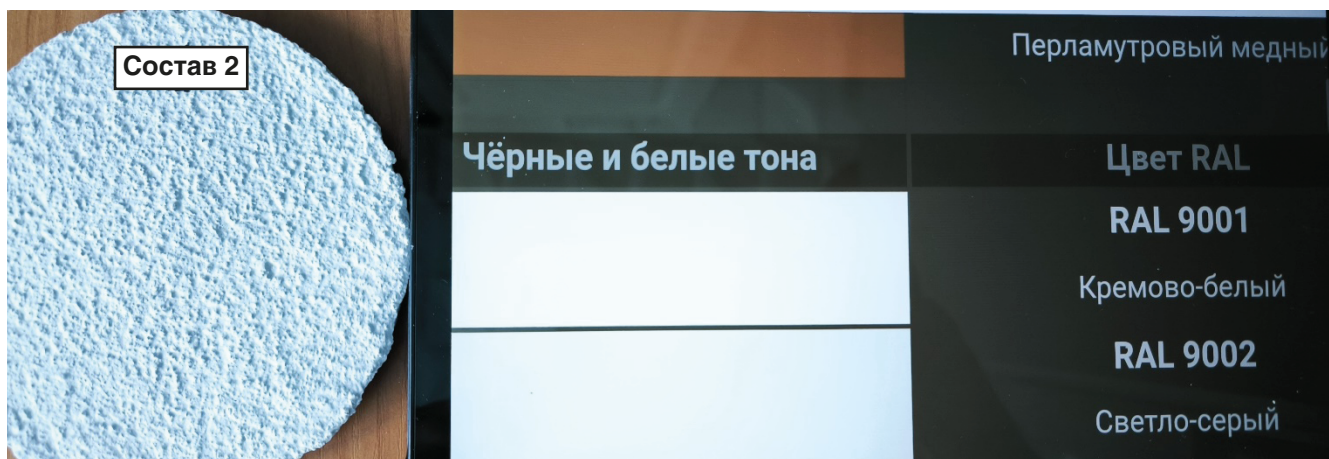 Состав 2
Перламутровый медный
Чёрные и белые тона
Цвет RAL
RAL 9001
Кремово-белый
RAL 9002
Светло-серый